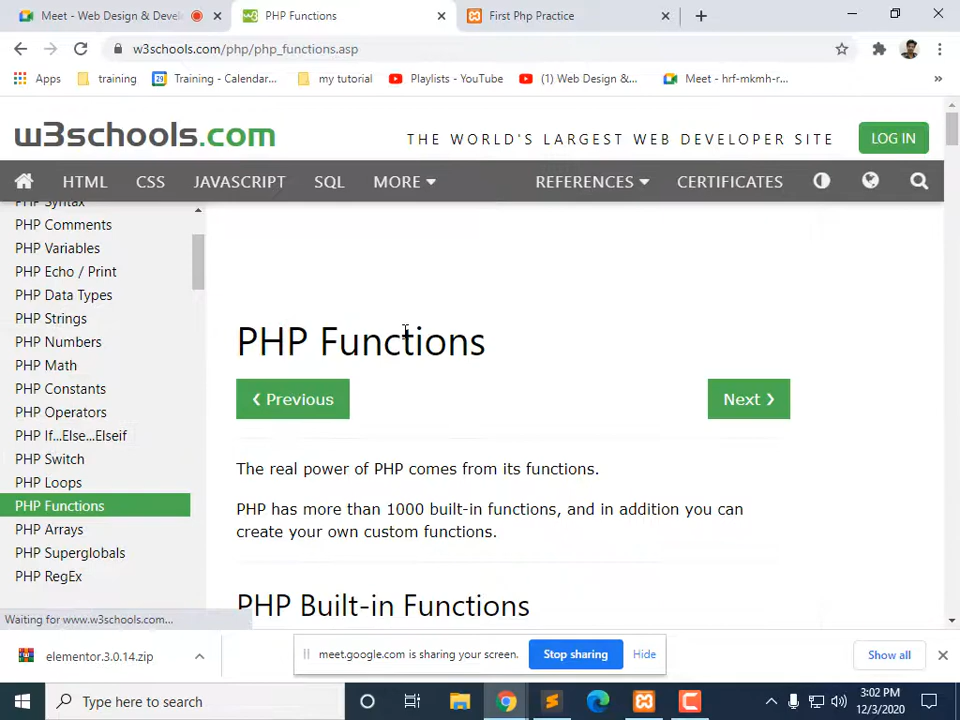 Meet - Web Design & Devel
PHP Functions
First Php Practice
w3schools.com/php/php_functions.asp
Apps
training
Training - Calendar...
my tutorial
Playlists - YouTube
(1) Web Design &...
Meet - hrf-mkmh-r...
»
w3schools.com
THE WORLD'S LARGEST WEB DEVELOPER SITE
LOG IN
HTML CSS JAVASCRIPT SQL MORE REFERENCES CERTIFICATES
PHP Syntax
PHP Comments
PHP Variables
PHP Echo / Print
PHP Data Types
PHP Strings
PHP Numbers
PHP Math
PHP Constants
PHP Operators
PHP If...Else...Elseif
PHP Switch
PHP Loops
PHP Functions
PHP Arrays
PHP Superglobals
PHP RegEx
PHP Functions
❮ Previous
Next ❯
The real power of PHP comes from its functions.
PHP has more than 1000 built-in functions, and in addition you can
create your own custom functions.
PHP Built-in Functions
Waiting for www.w3schools.com...
elementor.3.0.14.zip
meet.google.com is sharing your screen.
Stop sharing
Hide
Show all
Type here to search
3:02 PM
12/3/2020